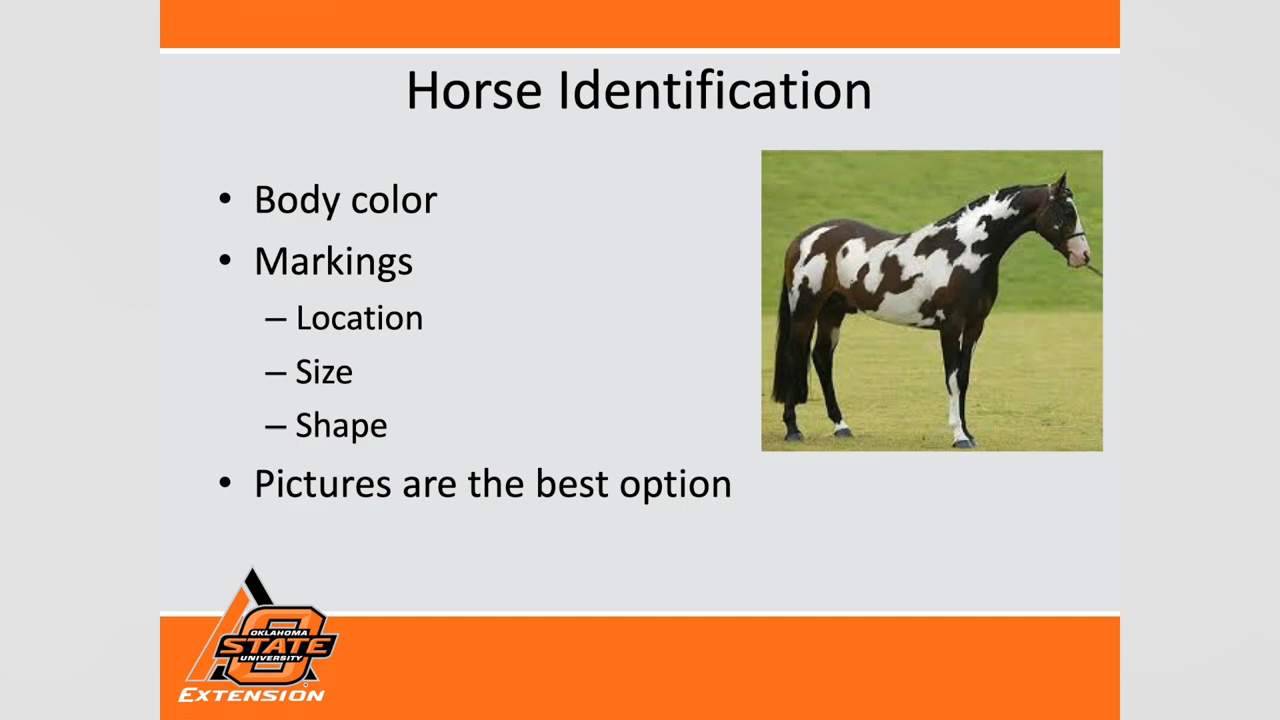 Horse Identification
• Body color
• Markings
– Location
– Size
– Shape
• Pictures are the best option
OKLAHOMA
STATE
UNIVERSITY
EXTENSION